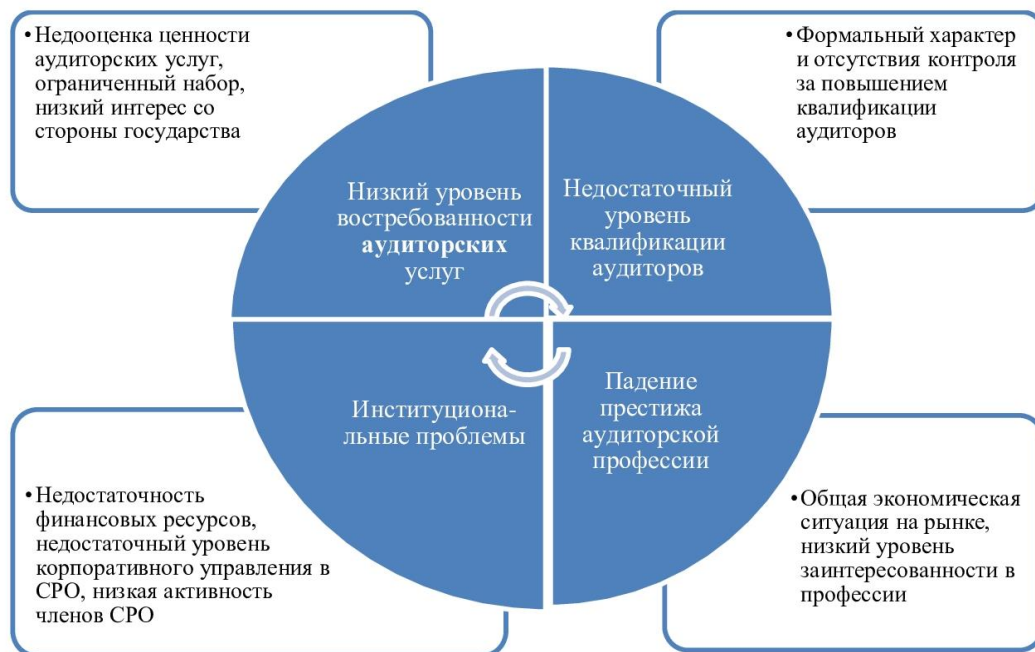 •Недооценка ценности
аудиторских услуг,
ограниченный набор,
низкий интерес со
стороны государства
•Формальный характер
и отсутствия контроля
за повышением
квалификации
аудиторов
Низкий уровень
востребованности
аудиторских
услуг
Недостаточный
уровень
квалификации
аудиторов
Институциона-
льные проблемы
Падение
престижа
аудиторской
профессии
•Недостаточность
финансовых ресурсов,
недостаточный уровень
корпоративного управления в
СРО, низкая активность
членов СРО
•Общая экономическая
ситуация на рынке,
низкий уровень
заинтересованности в
профессии